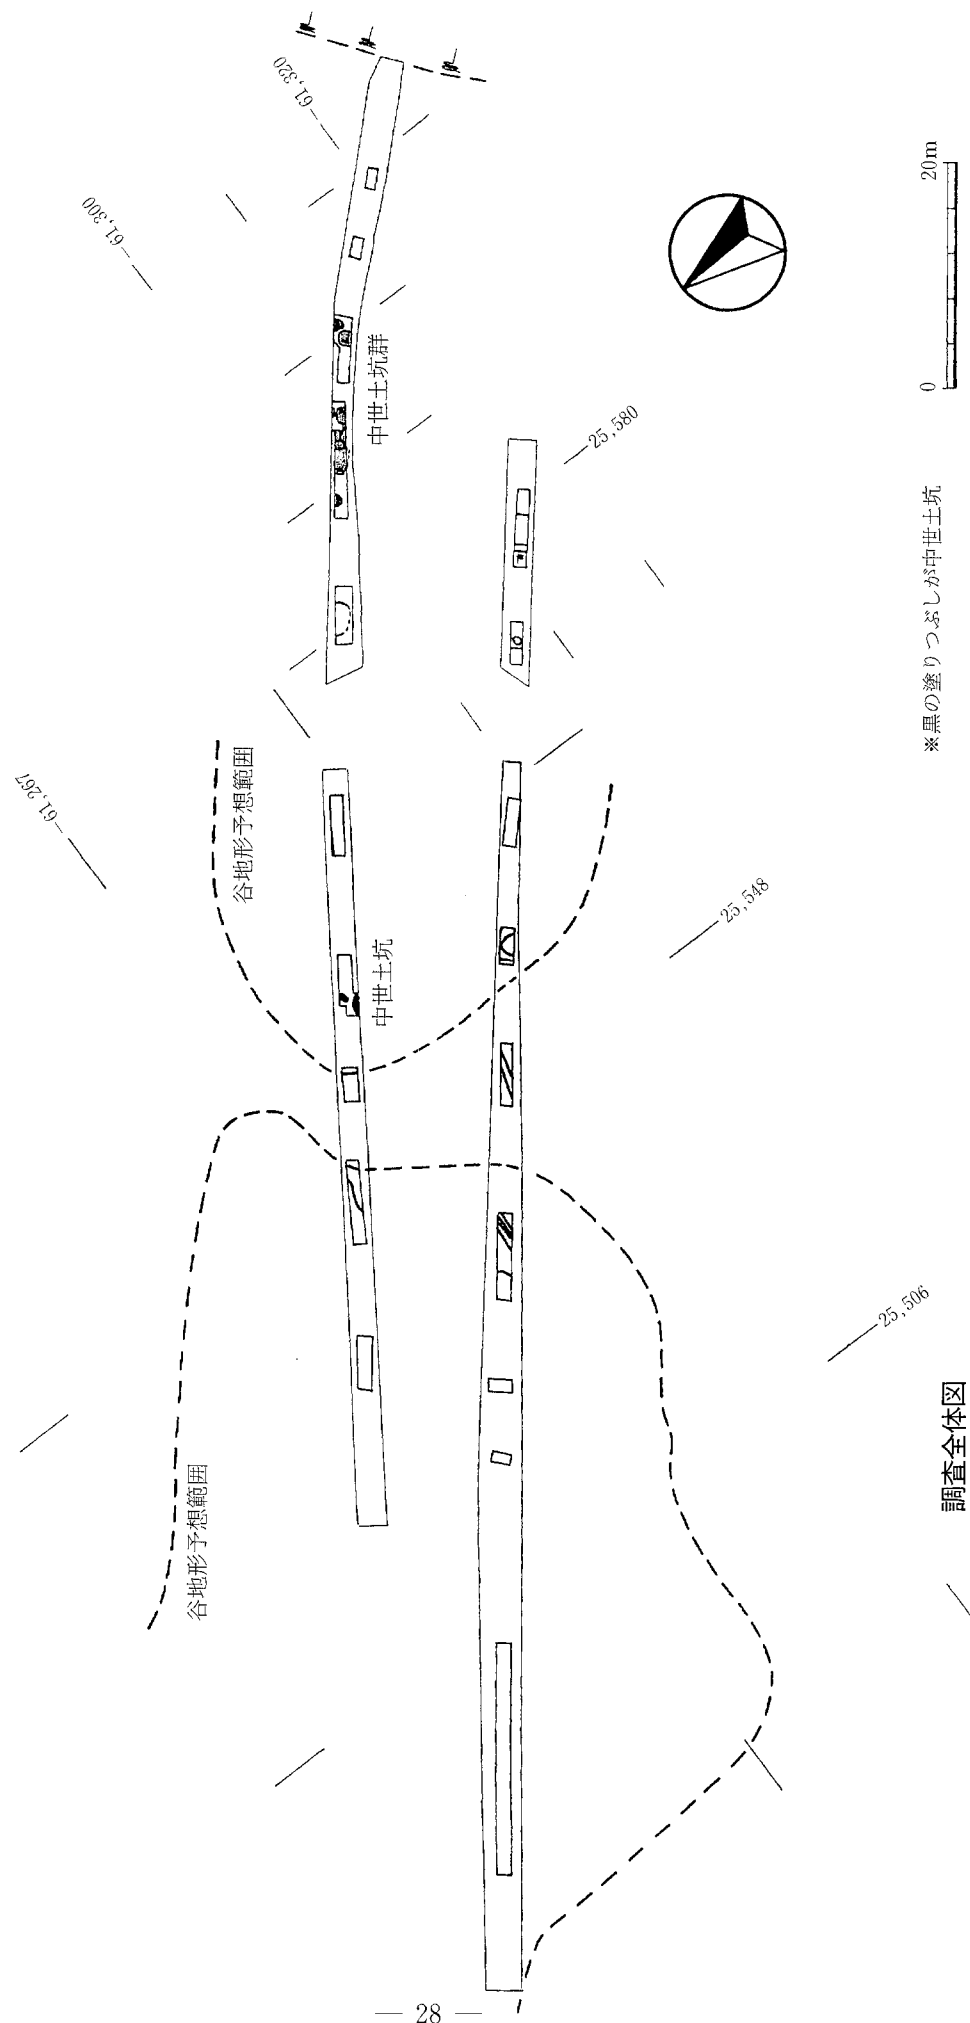 61,320
61,300
中世土坑群
25,580
20m
0
※黒の塗りつぶしが中世土坑
61,267
谷地形予想範囲
中世土坑
25,548
25,506
谷地形予想範囲
調査全体図
— 28 —